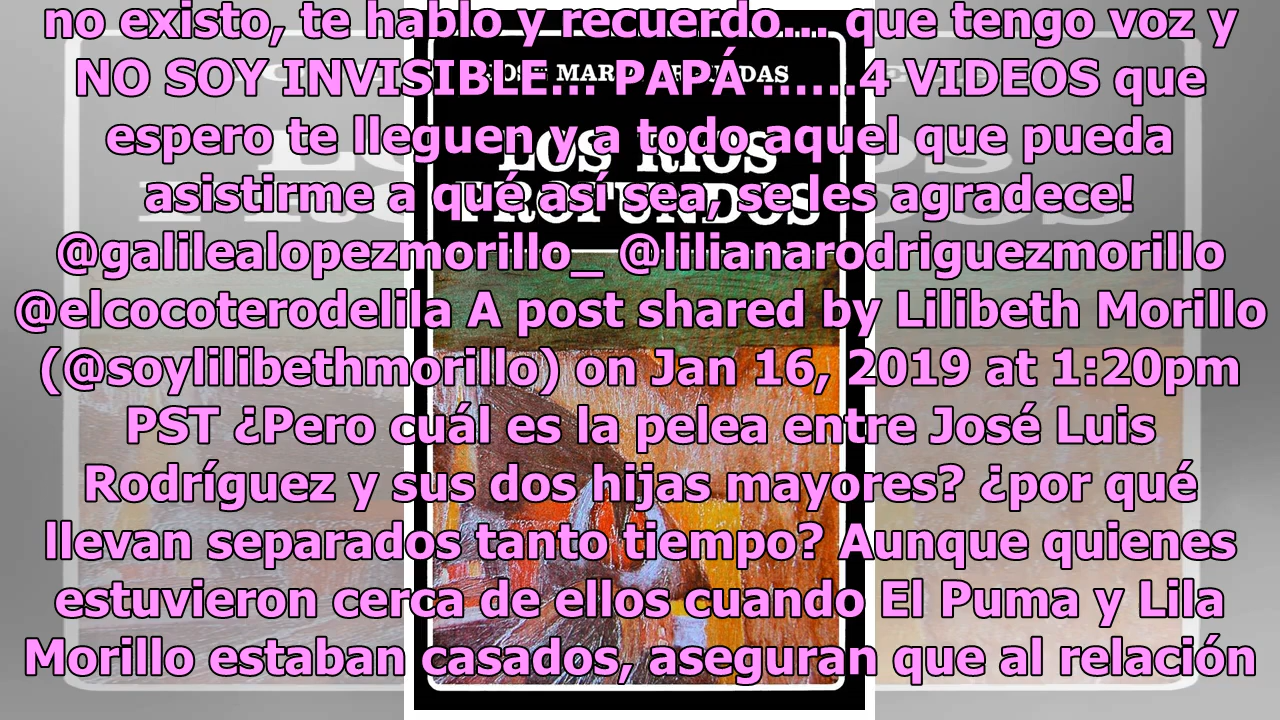 no existo, te hablo y recuerdo... que tengo voz y
NO SOY INVISIBLE... PAPÁ ......4 VIDEOS que
espero te lleguen y a todo aquel que pueda
asistirme a qué así sea, se les agradece!
@galilealopezmorillo_ @lilianarodriguezmorillo
@elcocoterodelila A post shared by Lilibeth Morillo
(@soylilibethmorillo) on Jan 16, 2019 at 1:20pm
PST ¿Pero cuál es la pelea entre José Luis
Rodríguez y sus dos hijas mayores? ¿por qué
llevan separados tanto tiempo? Aunque quienes
estuvieron cerca de ellos cuando El Puma y Lila
Morillo estaban casados, aseguran que al relación
LOS RIOS
PROFUNDOS